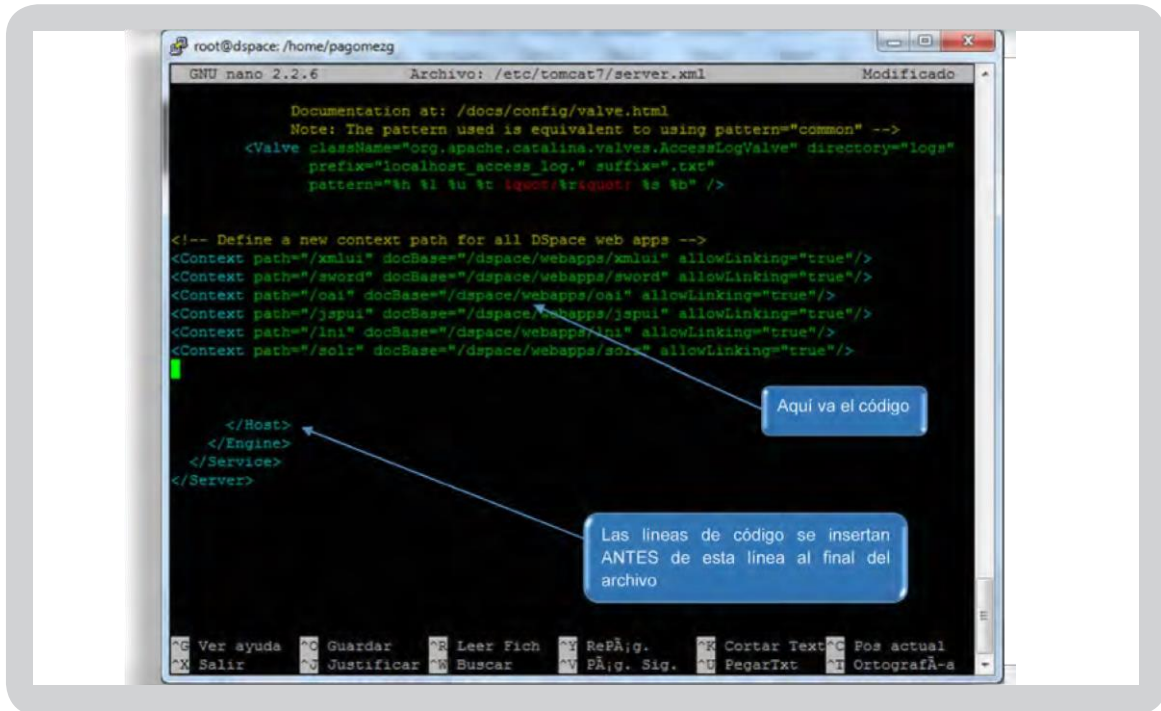 root@dspace: /home/pagomezg
GNU nano 2.2.6 Archivo: /etc/tomcat7/server.xml Modificado
Documentation at: /docs/config/valve.html
Note: The pattern used is equivalent to using pattern="common" -->
<Valve className="org.apache.catalina.valves.AccessLogValve" directory="logs"
prefix="localhost_access_log." suffix=".txt"
pattern="%h %l %u %t &quot;%r&quot; %s %b" />
<!-- Define a new context path for all DSpace web apps -->
<Context path="/xmlui" docBase="/dspace/webapps/xmlui" allowLinking="true"/>
<Context path="/sword" docBase="/dspace/webapps/sword" allowLinking="true"/>
<Context path="/oai" docBase="/dspace/webapps/oai" allowLinking="true"/>
<Context path="/jspui" docBase="/dspace/webapps/jspui" allowLinking="true"/>
<Context path="/lni" docBase="/dspace/webapps/lni" allowLinking="true"/>
<Context path="/solr" docBase="/dspace/webapps/solr" allowLinking="true"/>
Aquí va el código
</Host>
</Engine>
</Service>
</Server>
Las líneas de código se insertan
ANTES de esta línea al final del
archivo
^G Ver ayuda ^O Guardar ^R Leer Fich ^Y RePÃ¡g. ^K Cortar Text ^C Pos actual
^X Salir ^J Justificar ^W Buscar ^V PÃ¡g. Sig. ^U PegarTxt ^T OrtografÃ-a